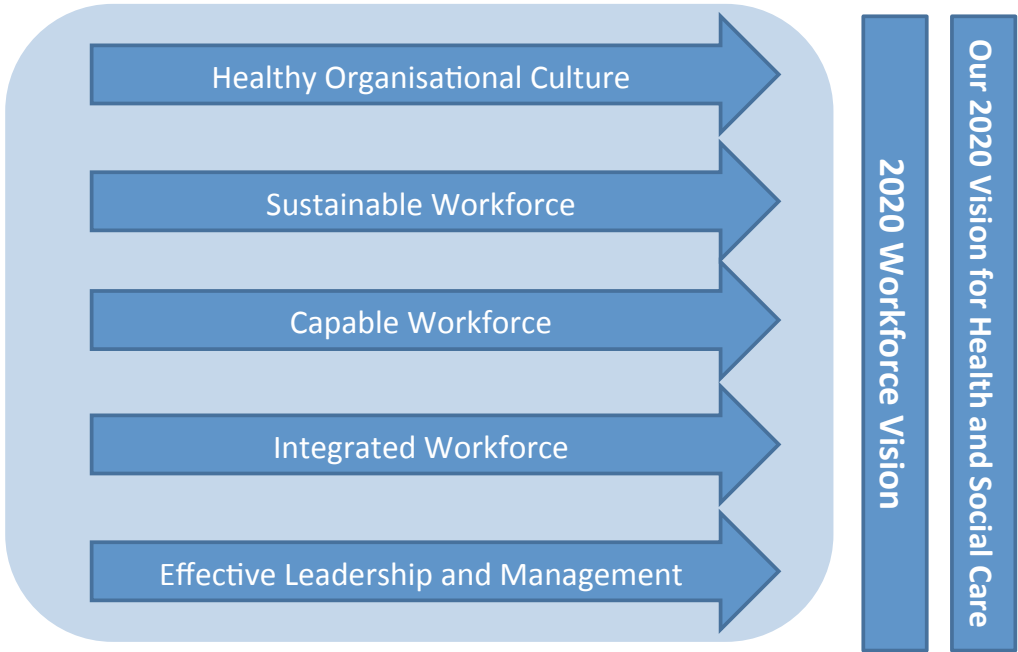 Healthy Organisational Culture
Sustainable Workforce
Capable Workforce
Integrated Workforce
Effective Leadership and Management
2020 Workforce Vision
Our 2020 Vision for Health and Social Care